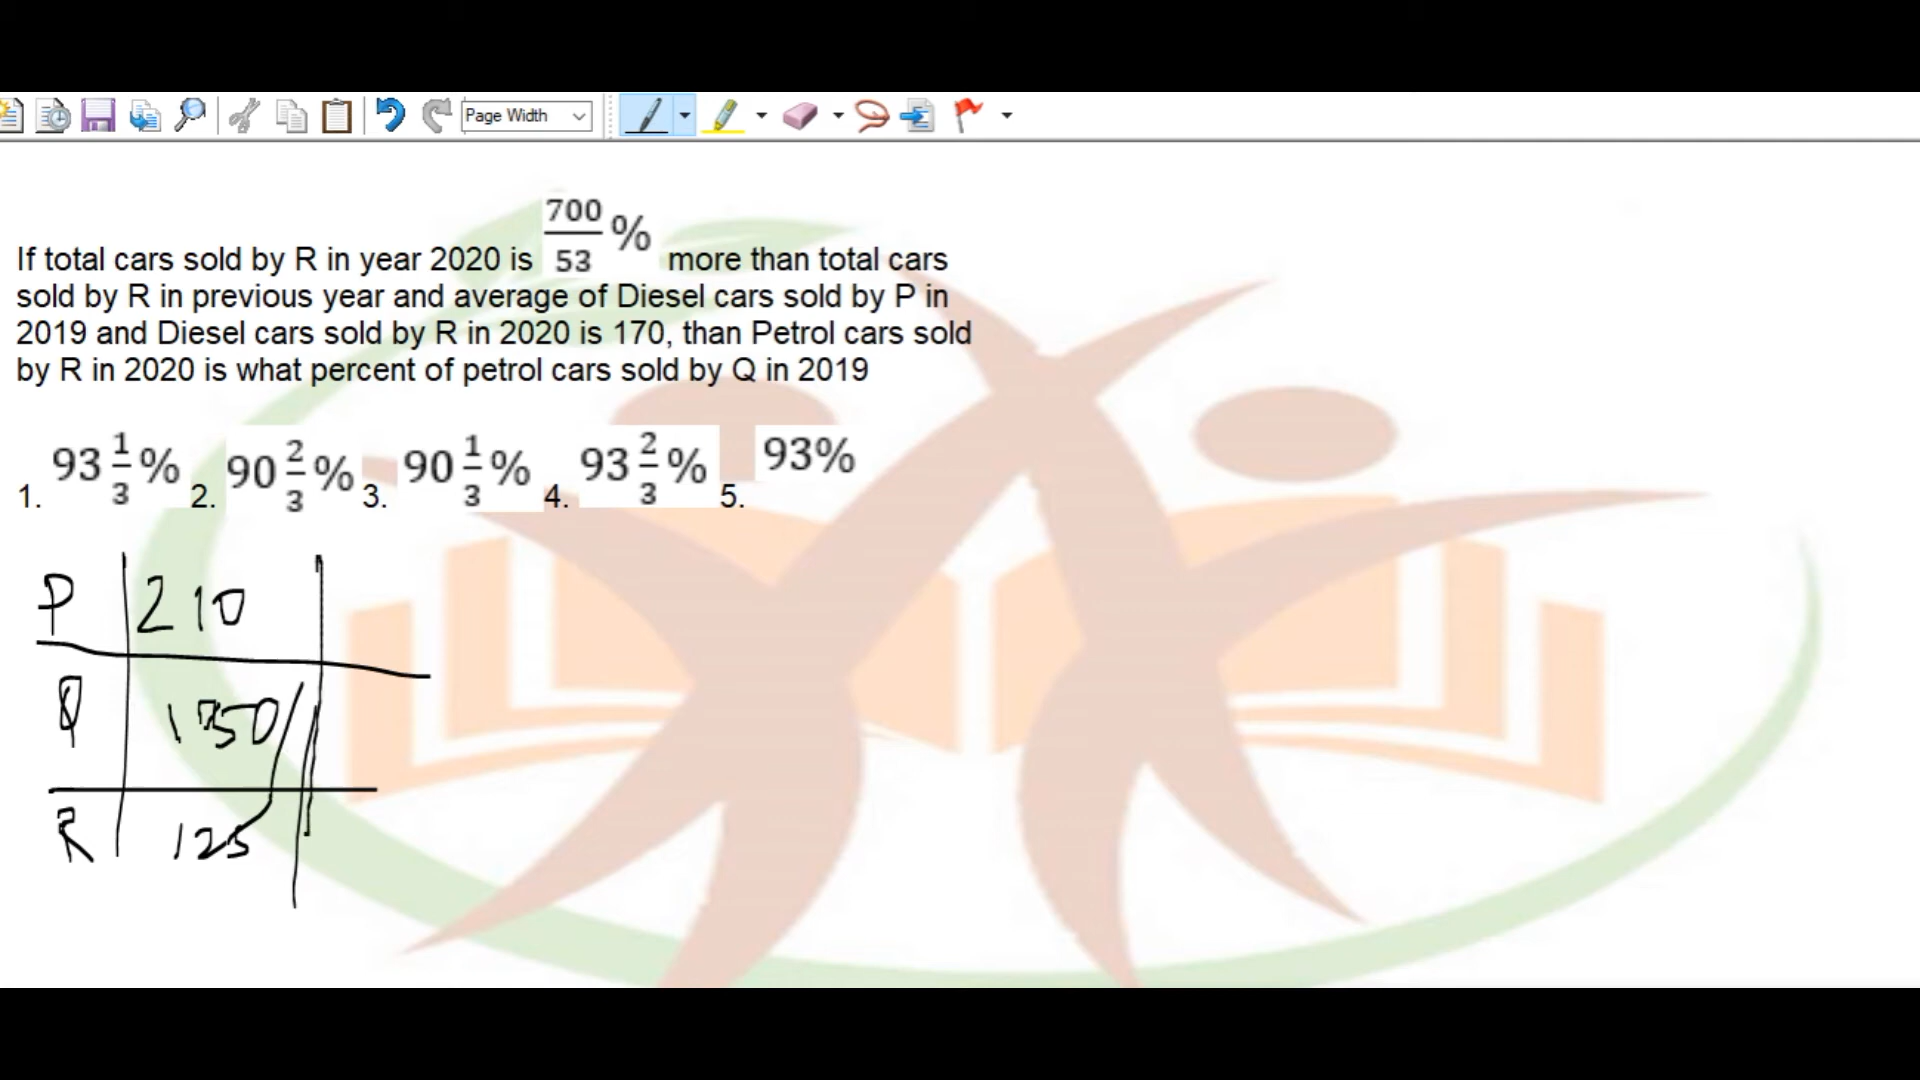 Page Width
If total cars sold by R in year 2020 is 700/53 % more than total cars
sold by R in previous year and average of Diesel cars sold by P in
2019 and Diesel cars sold by R in 2020 is 170, than Petrol cars sold
by R in 2020 is what percent of petrol cars sold by Q in 2019
1. 93 1/3 % 2. 90 2/3 % 3. 90 1/3 % 4. 93 2/3 % 5. 93%
P 210
Q
R 125